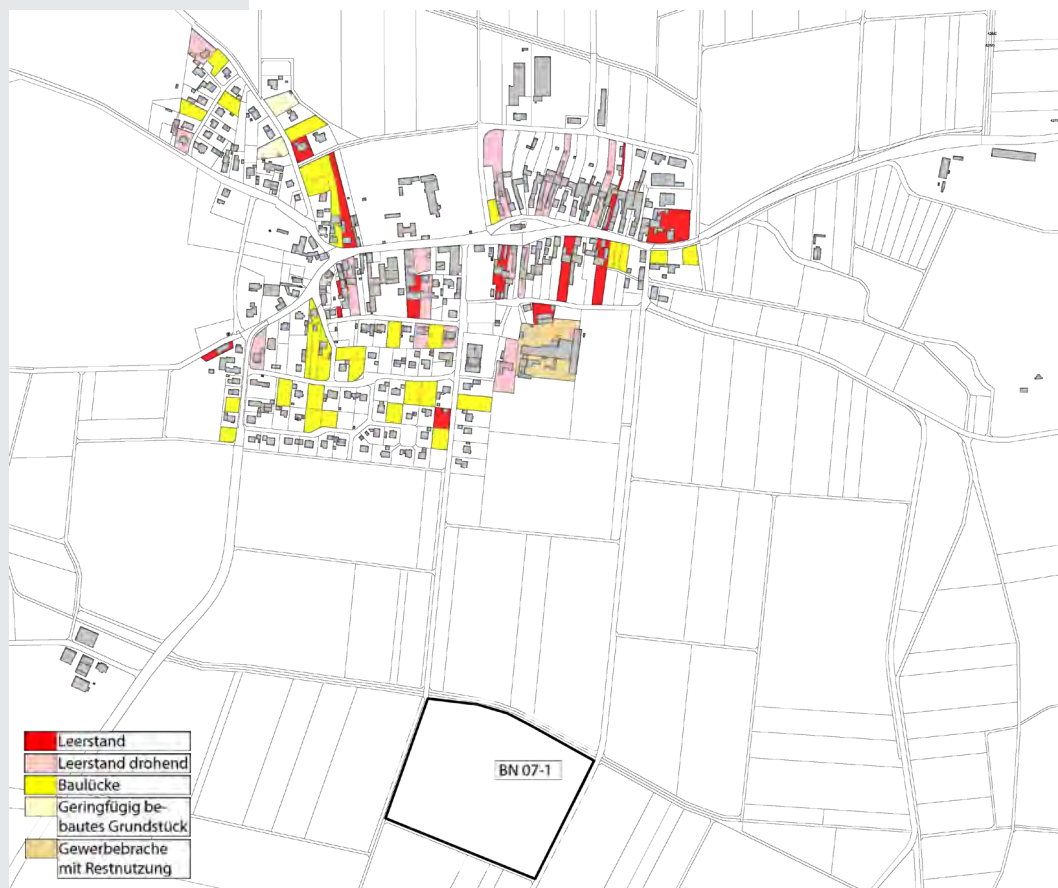 BN 07-1
Leerstand
Leerstand drohend
Baulücke
Geringfügig be-
bautes Grundstück
Gewerbebrache
mit Restnutzung